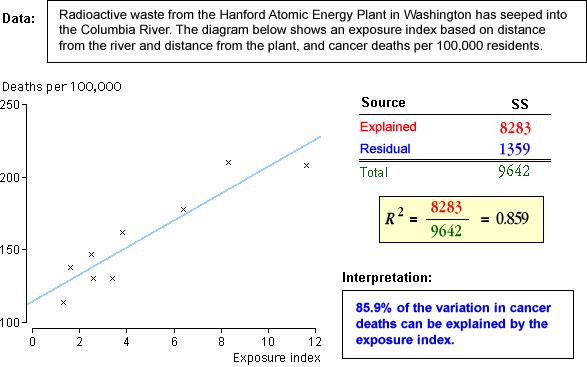 Data:
Radioactive waste from the Hanford Atomic Energy Plant in Washington has seeped into
the Columbia River. The diagram below shows an exposure index based on distance
from the river and distance from the plant, and cancer deaths per 100,000 residents.
Deaths per 100,000
250
200
150
100
0 2 4 6 8 10 12
Exposure index
Source SS
Explained 8283
Residual 1359
Total 9642
R² = 8283 / 9642 = 0.859
Interpretation:
85.9% of the variation in cancer
deaths can be explained by the
exposure index.